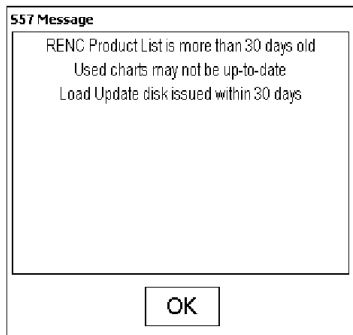 557 Message
RENC Product List is more than 30 days old
Used charts may not be up-to-date
Load Update disk issued within 30 days
OK